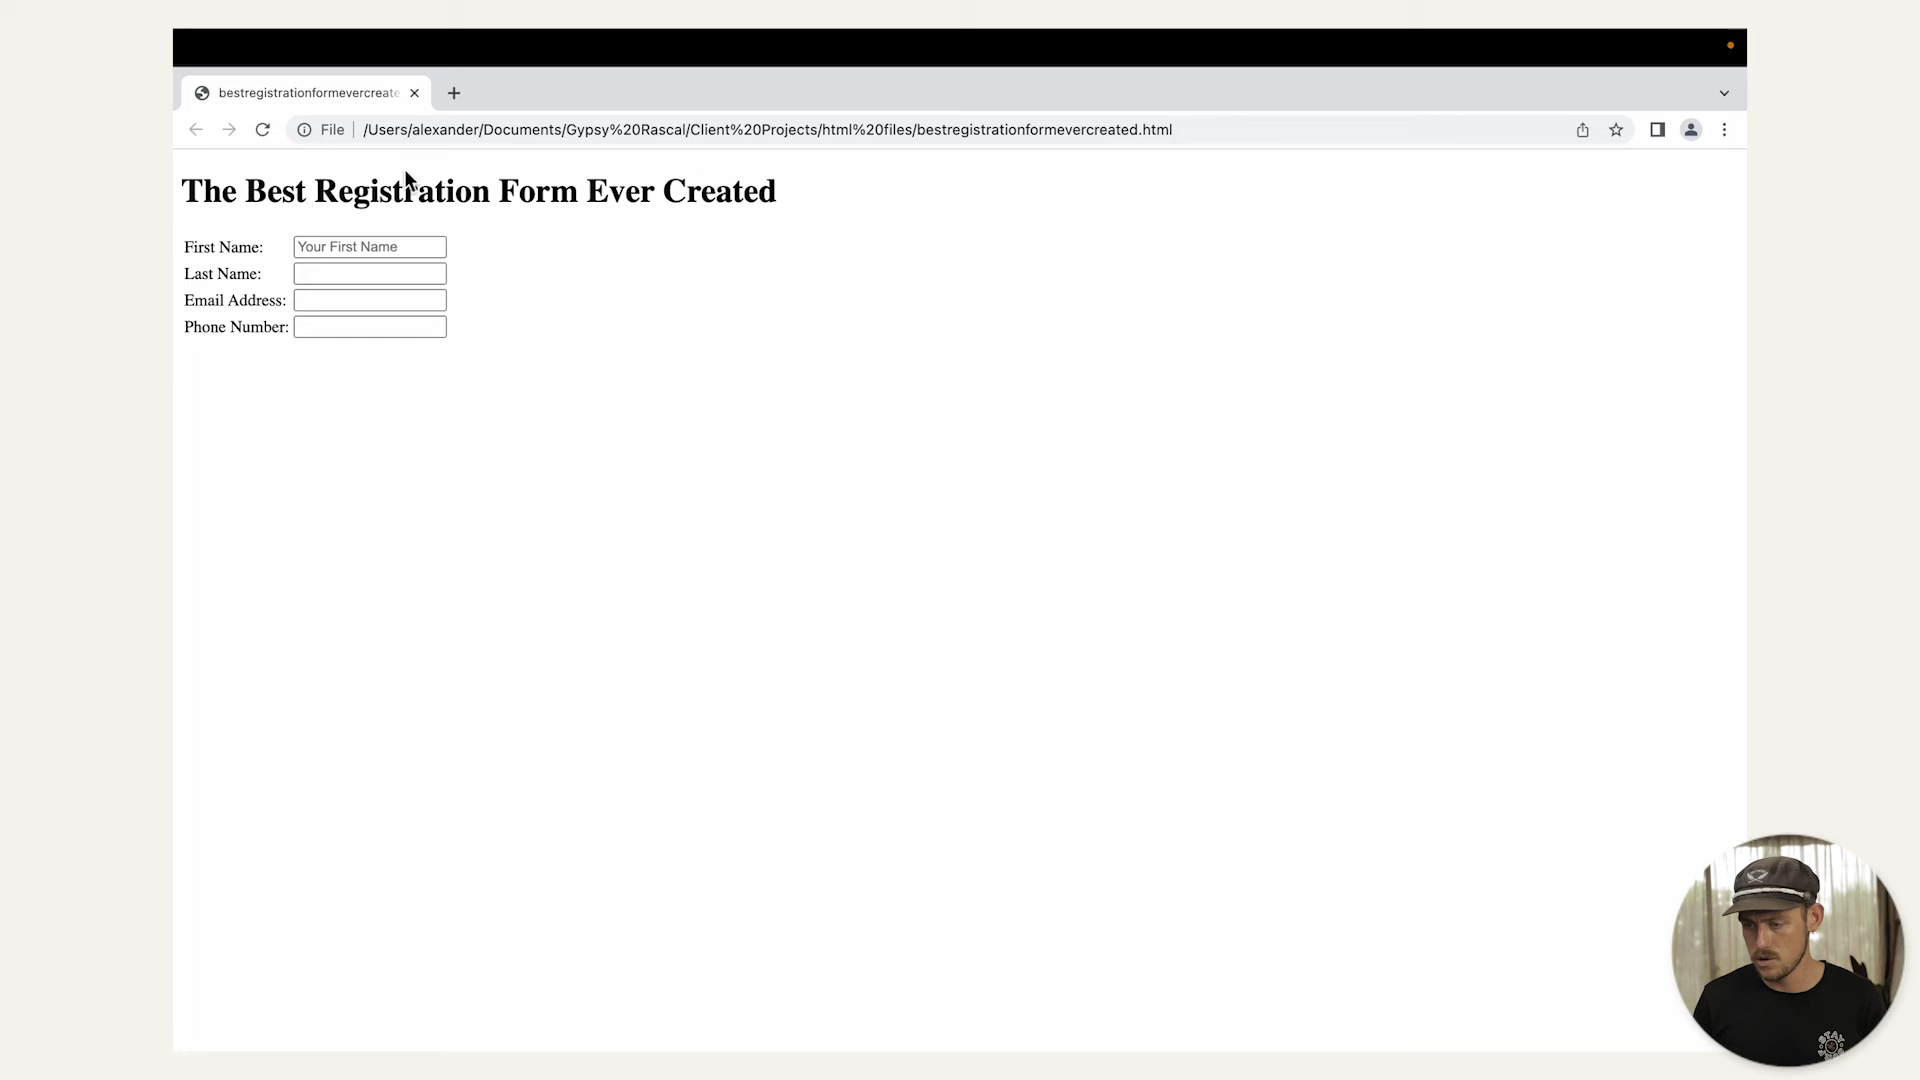 bestregistrationformevercreate
File
/Users/alexander/Documents/Gypsy%20Rascal/Client%20Projects/html%20files/bestregistrationformevercreated.html
The Best Registration Form Ever Created
First Name: Your First Name
Last Name:
Email Address:
Phone Number:
STAY